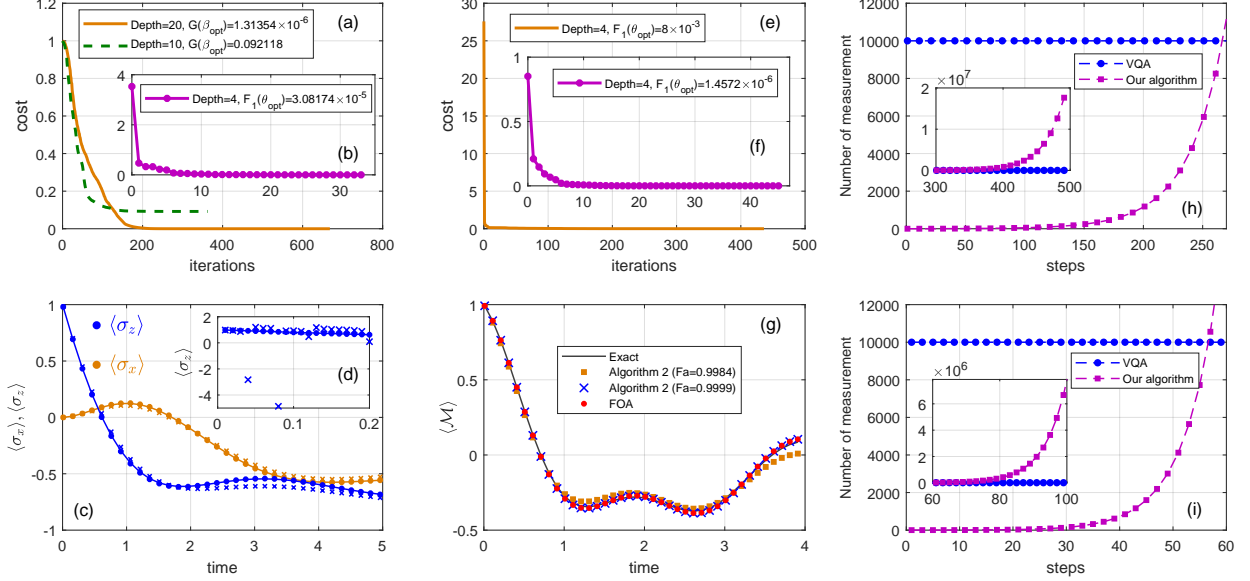 (a)
Depth=20, G(β_opt)=1.31354×10^-6
Depth=10, G(β_opt)=0.092118
1.2
1
0.8
0.6
0.4
0.2
0
cost
4
2
0
Depth=4, F_1(θ_opt)=3.08174×10^-5
(b)
0 10 20 30
0 200 400 600 800
iterations
(e)
Depth=4, F_1(θ_opt)=8×10^-3
30
25
20
15
10
5
0
cost
1
0.5
0
Depth=4, F_1(θ_opt)=1.4572×10^-6
(f)
0 10 20 30 40
0 100 200 300 400 500
iterations
12000
10000
8000
6000
4000
2000
0
Number of measurement
VQA
Our algorithm
2 ×10^7
1
0
300 400 500
(h)
0 50 100 150 200 250
steps
1
0.5
0
-0.5
-1
⟨σ_x⟩, ⟨σ_z⟩
⟨σ_z⟩
⟨σ_x⟩
⟨σ_z⟩
2
0
-2
-4
(d)
0 0.1 0.2
(c)
0 1 2 3 4 5
time
1
0.5
0
-0.5
⟨M⟩
(g)
Exact
Algorithm 2 (Fa=0.9984)
Algorithm 2 (Fa=0.9999)
FOA
0 1 2 3 4
time
12000
10000
8000
6000
4000
2000
0
Number of measurement
VQA
Our algorithm
×10^6
6
4
2
0
60 70 80 90 100
(i)
0 10 20 30 40 50 60
steps